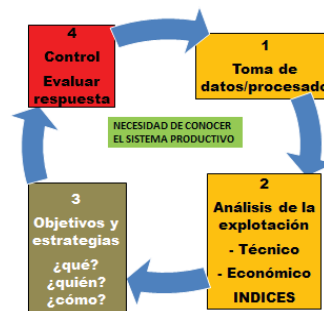 4
Control
Evaluar
respuesta
1
Toma de
datos/procesado
NECESIDAD DE CONOCER
EL SISTEMA PRODUCTIVO
3
Objetivos y
estrategias
¿qué?
¿quién?
¿cómo?
2
Análisis de la
explotación
- Técnico
- Económico
INDICES